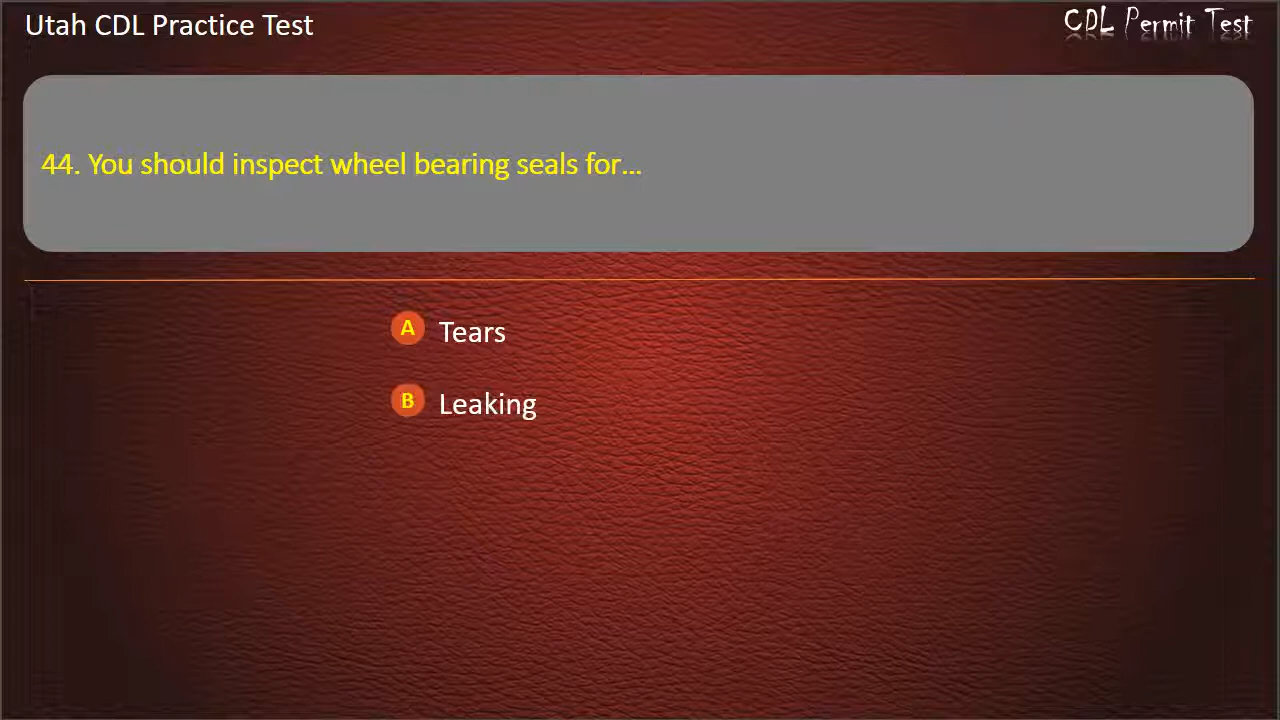 Utah CDL Practice Test
CDL Permit Test
44. You should inspect wheel bearing seals for...
A Tears
B Leaking